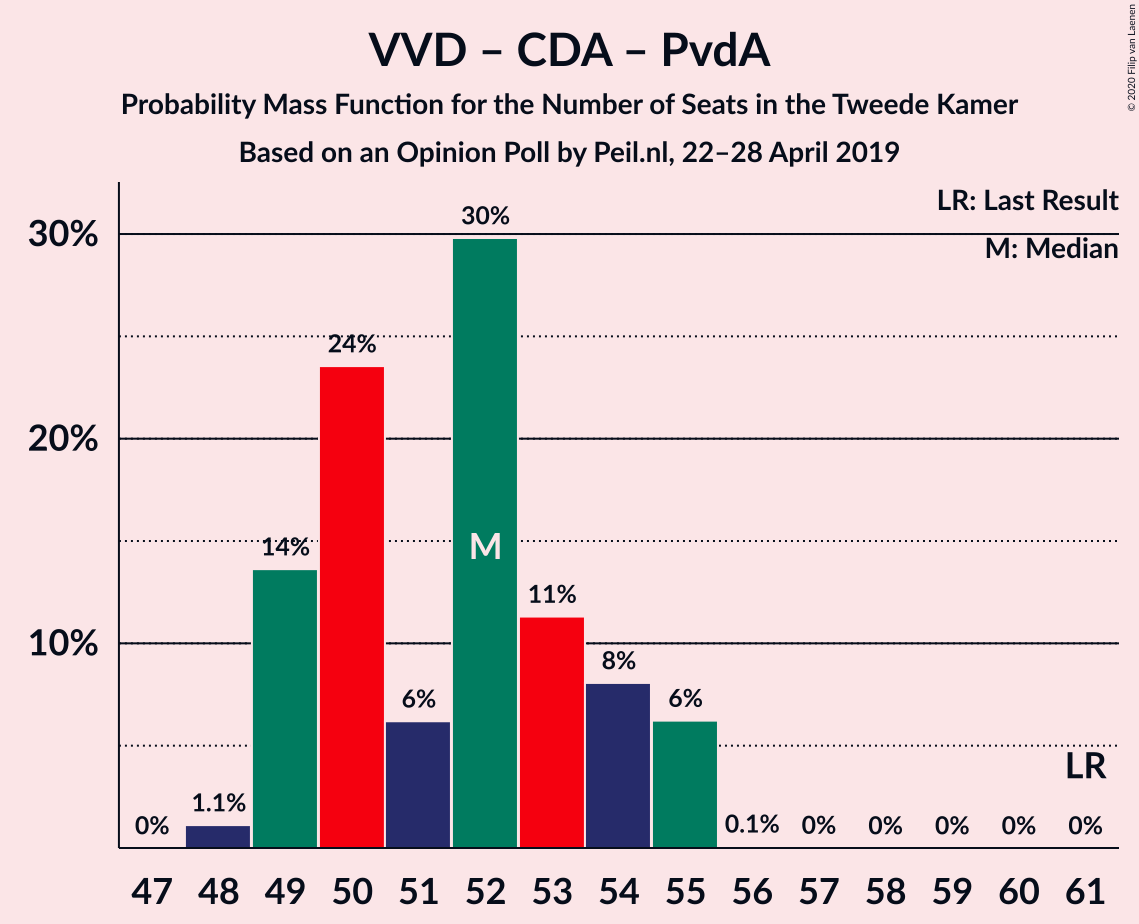 VVD – CDA – PvdA
Probability Mass Function for the Number of Seats in the Tweede Kamer
Based on an Opinion Poll by Peil.nl, 22–28 April 2019
© 2020 Filip van Laenen
LR: Last Result
M: Median
30%
20%
10%
0%
1.1%
14%
24%
6%
30%
M
11%
8%
6%
0.1%
0%
0%
0%
0%
0%
LR
47 48 49 50 51 52 53 54 55 56 57 58 59 60 61